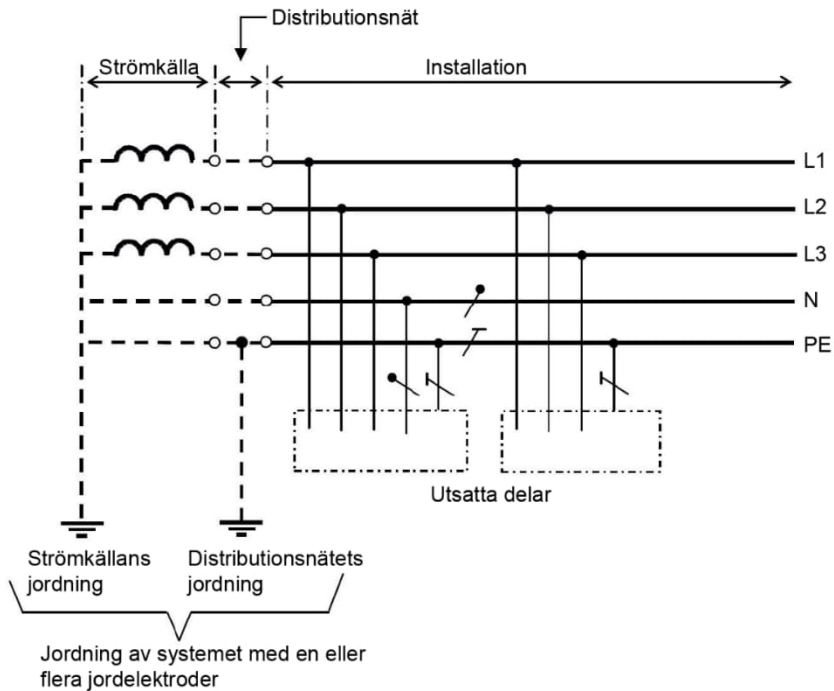 Distributionsnät
Strömkälla
Installation
L1
L2
L3
N
PE
Utsatta delar
Strömkällans
jordning
Distributionsnätets
jordning
Jordning av systemet med en eller
flera jordelektroder